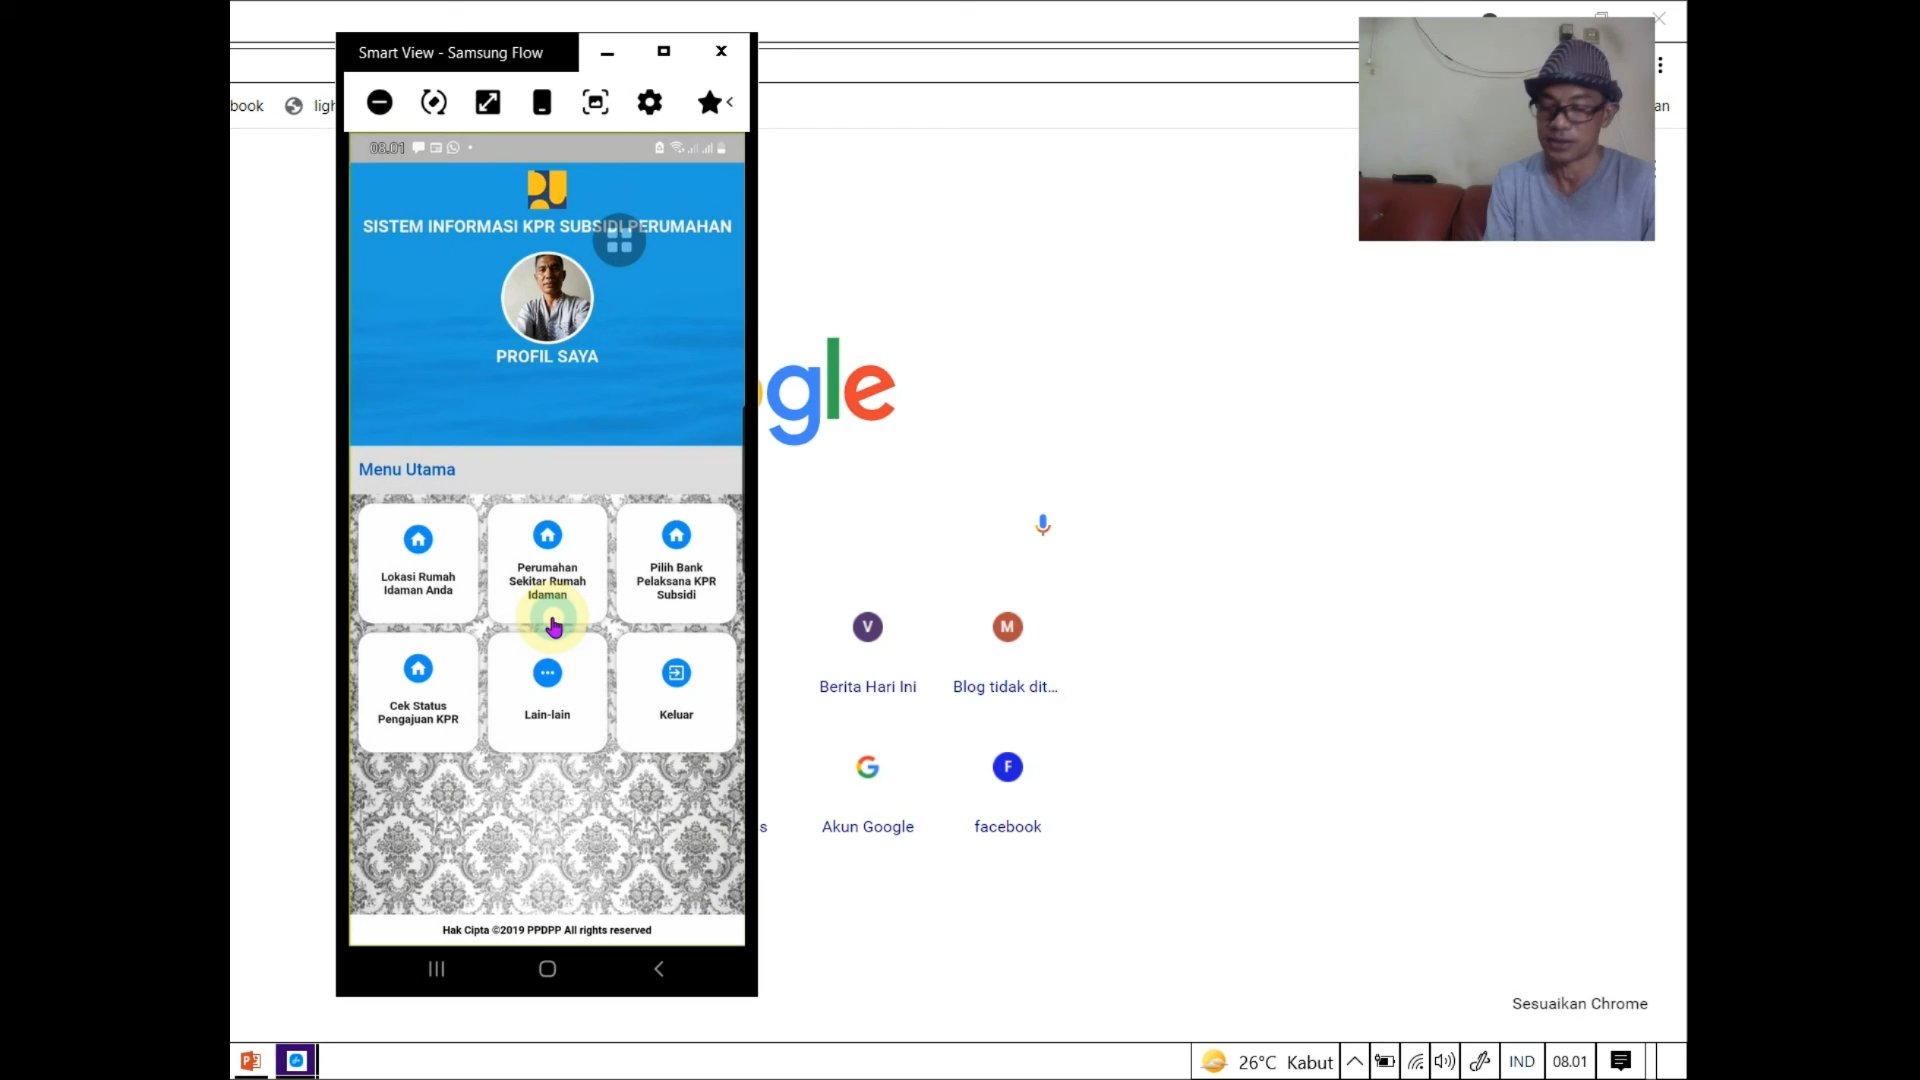 Smart View - Samsung Flow
book
ligh
an
08.01
SISTEM INFORMASI KPR SUBSIDI PERUMAHAN
PROFIL SAYA
gle
Menu Utama
Lokasi Rumah
Idaman Anda
Perumahan
Sekitar Rumah
Idaman
Pilih Bank
Pelaksana KPR
Subsidi
Cek Status
Pengajuan KPR
Lain-lain
Keluar
V
M
Berita Hari Ini
Blog tidak dit...
F
s
Akun Google
facebook
Hak Cipta ©2019 PPDPP All rights reserved
Sesuaikan Chrome
26°C Kabut
IND
08.01